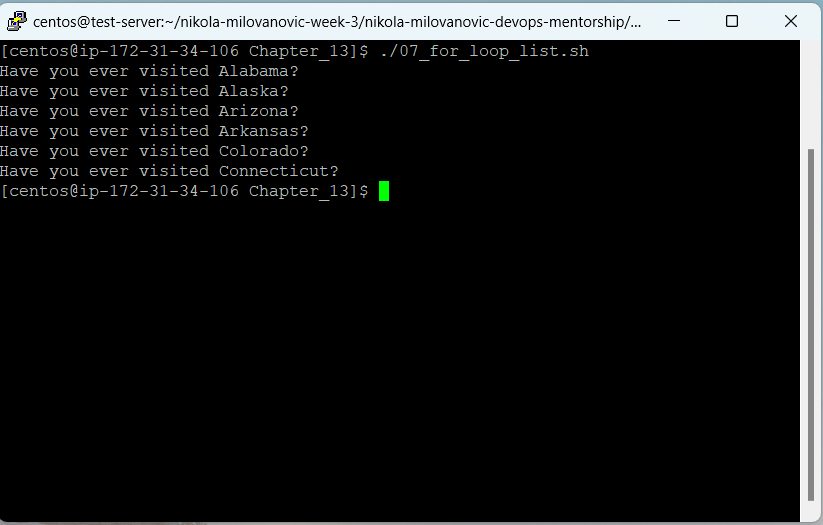 centos@test-server:~/nikola-milovanovic-week-3/nikola-milovanovic-devops-mentorship/...
[centos@ip-172-31-34-106 Chapter_13]$ ./07_for_loop_list.sh
Have you ever visited Alabama?
Have you ever visited Alaska?
Have you ever visited Arizona?
Have you ever visited Arkansas?
Have you ever visited Colorado?
Have you ever visited Connecticut?
[centos@ip-172-31-34-106 Chapter_13]$